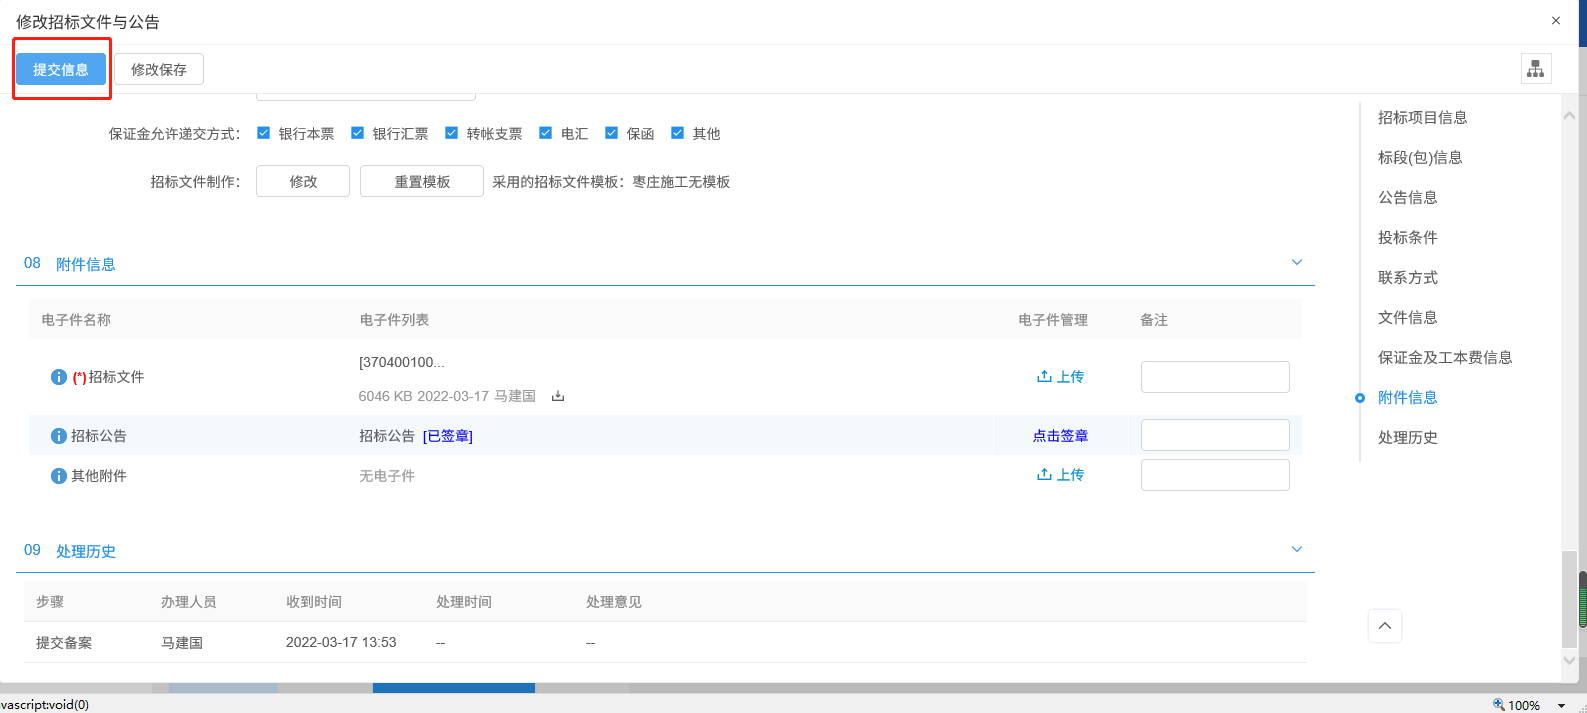 修改招标文件与公告
提交信息 修改保存
保证金允许递交方式： 银行本票 银行汇票 转帐支票 电汇 保函 其他
招标文件制作： 修改 重置模板 采用的招标文件模板：枣庄施工无模板
08 附件信息
电子件名称 电子件列表 电子件管理 备注
(*)招标文件 [370400100... 上传
6046 KB 2022-03-17 马建国
招标公告 招标公告 [已签章] 点击签章
其他附件 无电子件 上传
09 处理历史
步骤 办理人员 收到时间 处理时间 处理意见
提交备案 马建国 2022-03-17 13:53 -- --
招标项目信息
标段(包)信息
公告信息
投标条件
联系方式
文件信息
保证金及工本费信息
附件信息
处理历史
vascript:void(0) 100%